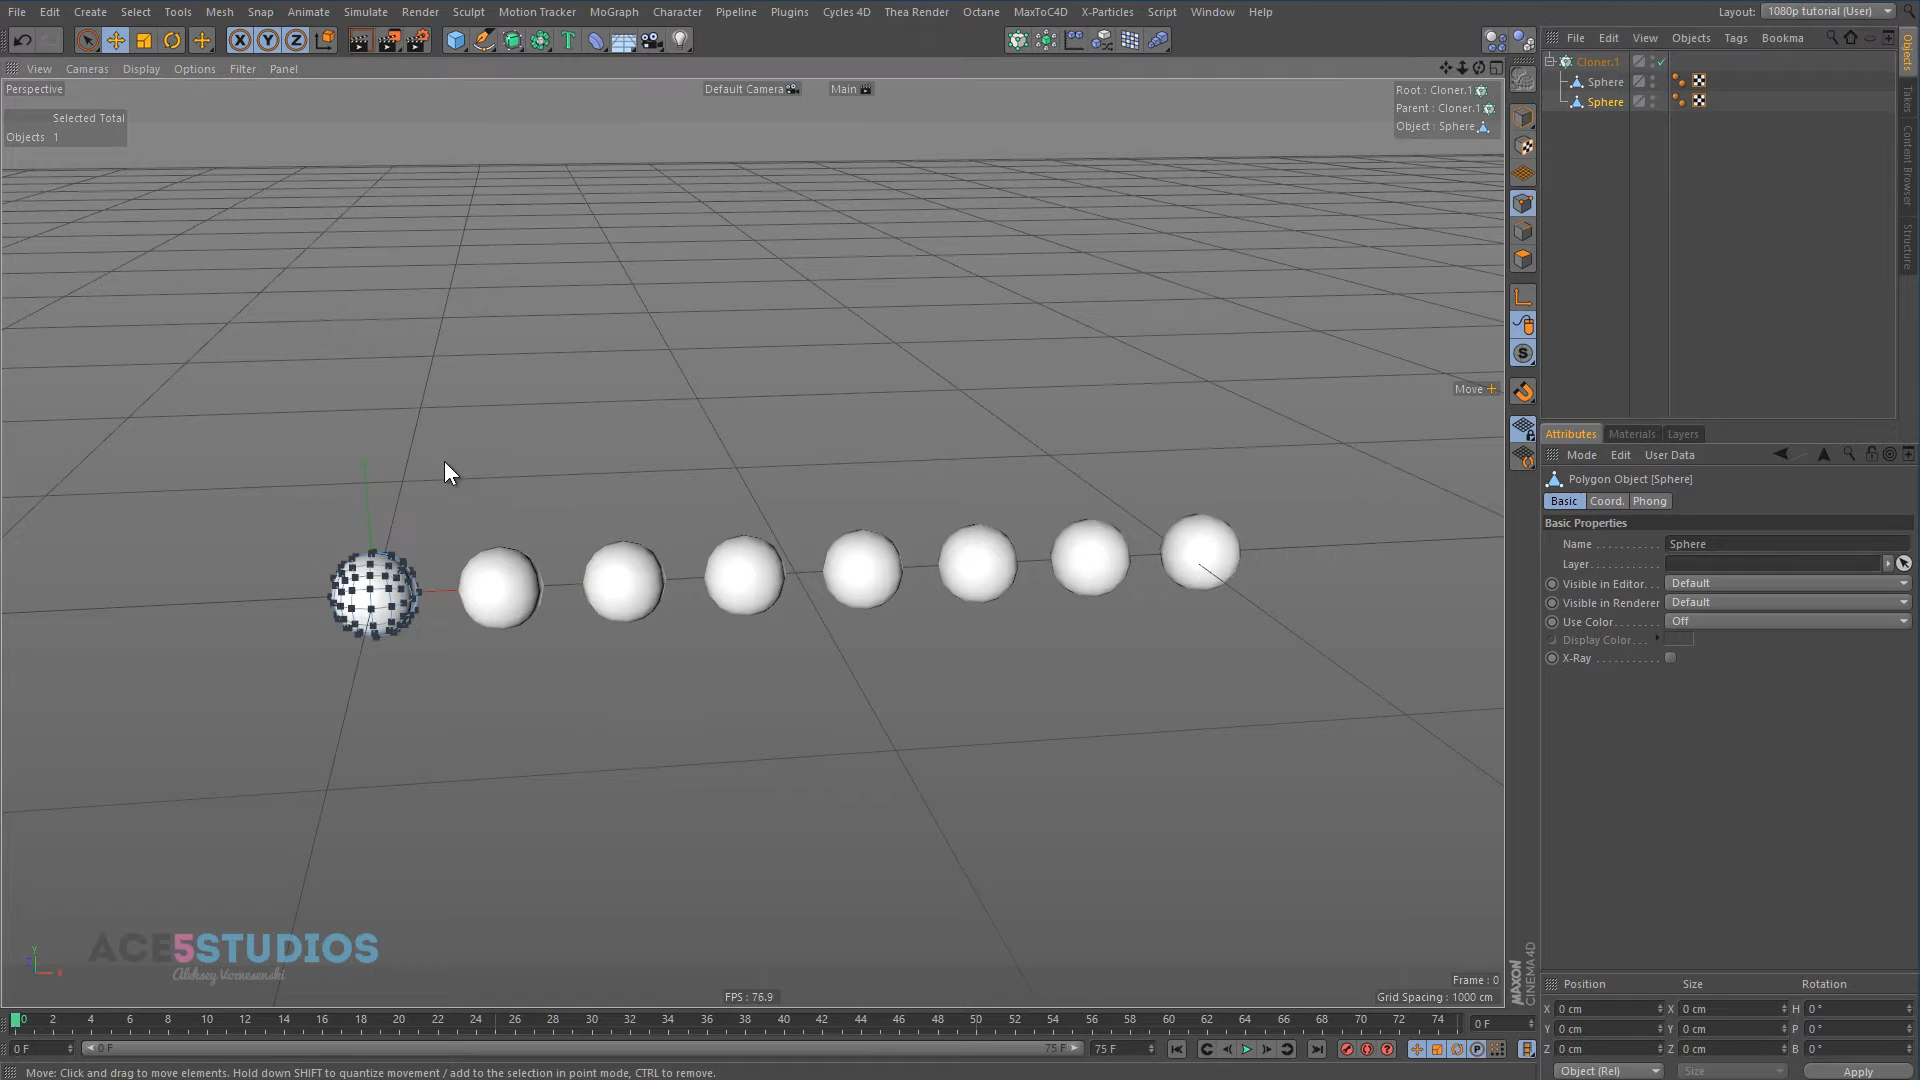 File Edit Create Select Tools Mesh Snap Animate Simulate Render Sculpt Motion Tracker MoGraph Character Pipeline Plugins Cycles 4D Thea Render Octane MaxToC4D X-Particles Script Window Help Layout: 1080p tutorial (User)
File Edit View Objects Tags Bookma
View Cameras Display Options Filter Panel
Cloner.1
Sphere
Sphere
Perspective
Default Camera
Main
Root : Cloner.1
Parent : Cloner.1
Object : Sphere
Selected Total
Objects 1
Move
Objects
Takes
Content Browser
Structure
Attributes Materials Layers
Mode Edit User Data
Polygon Object [Sphere]
Basic Coord. Phong
Basic Properties
Name Sphere
Layer
Visible in Editor Default
Visible in Renderer Default
Use Color Off
Display Color
X-Ray
ACE5STUDIOS
Aleksey Voznesenski
Y
X
Z
FPS : 76.9
Frame : 0
Grid Spacing : 1000 cm
MAXON
CINEMA 4D
0 2 4 6 8 10 12 14 16 18 20 22 24 26 28 30 32 34 36 38 40 42 44 46 48 50 52 54 56 58 60 62 64 66 68 70 72 74 0 F
0 F 0 F 75 F 75 F
Position Size Rotation
X 0 cm X 0 cm H 0 °
Y 0 cm Y 0 cm P 0 °
Z 0 cm Z 0 cm B 0 °
Object (Rel) Size Apply
Move: Click and drag to move elements. Hold down SHIFT to quantize movement / add to the selection in point mode, CTRL to remove.